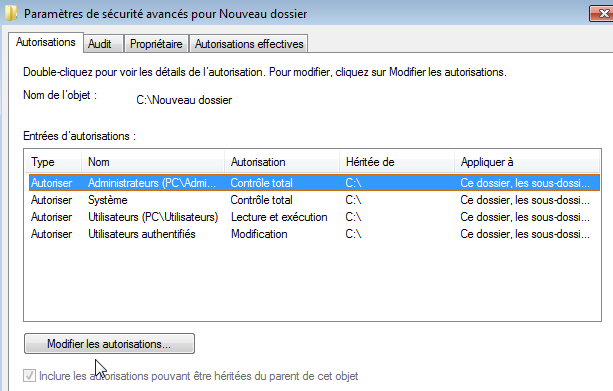 Paramètres de sécurité avancés pour Nouveau dossier
Autorisations Audit Propriétaire Autorisations effectives
Double-cliquez pour voir les détails de l'autorisation. Pour modifier, cliquez sur Modifier les autorisations.
Nom de l'objet : C:\Nouveau dossier
Entrées d'autorisations :
Type Nom Autorisation Héritée de Appliquer à
Autoriser Administrateurs (PC\Admi... Contrôle total C:\ Ce dossier, les sous-dossi...
Autoriser Système Contrôle total C:\ Ce dossier, les sous-dossi...
Autoriser Utilisateurs (PC\Utilisateurs) Lecture et exécution C:\ Ce dossier, les sous-dossi...
Autoriser Utilisateurs authentifiés Modification C:\ Ce dossier, les sous-dossi...
Modifier les autorisations...
Inclure les autorisations pouvant être héritées du parent de cet objet